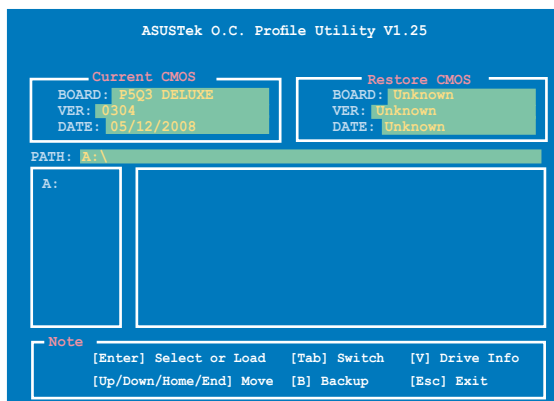 ASUSTek O.C. Profile Utility V1.25
Current CMOS
BOARD: P5Q3 DELUXE
VER: 0304
DATE: 05/12/2008
Restore CMOS
BOARD: Unknown
VER: Unknown
DATE: Unknown
PATH: A:\
A:
Note
[Enter] Select or Load [Tab] Switch [V] Drive Info
[Up/Down/Home/End] Move [B] Backup [Esc] Exit